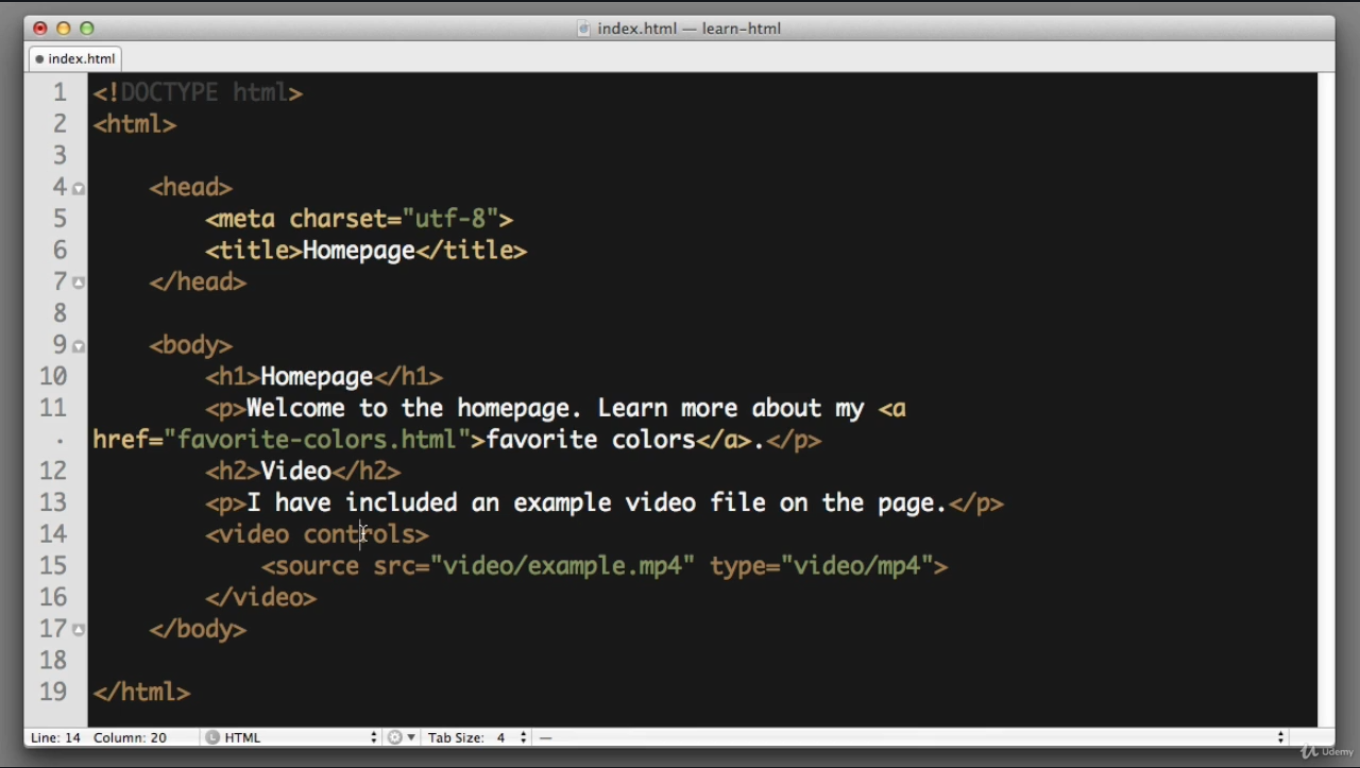 index.html — learn-html
index.html
1 <!DOCTYPE html>
2 <html>
3
4 <head>
5 <meta charset="utf-8">
6 <title>Homepage</title>
7 </head>
8
9 <body>
10 <h1>Homepage</h1>
11 <p>Welcome to the homepage. Learn more about my <a
· href="favorite-colors.html">favorite colors</a>.</p>
12 <h2>Video</h2>
13 <p>I have included an example video file on the page.</p>
14 <video controls>
15 <source src="video/example.mp4" type="video/mp4">
16 </video>
17 </body>
18
19 </html>
Line: 14 Column: 20 L HTML Tab Size: 4 —
Udemy